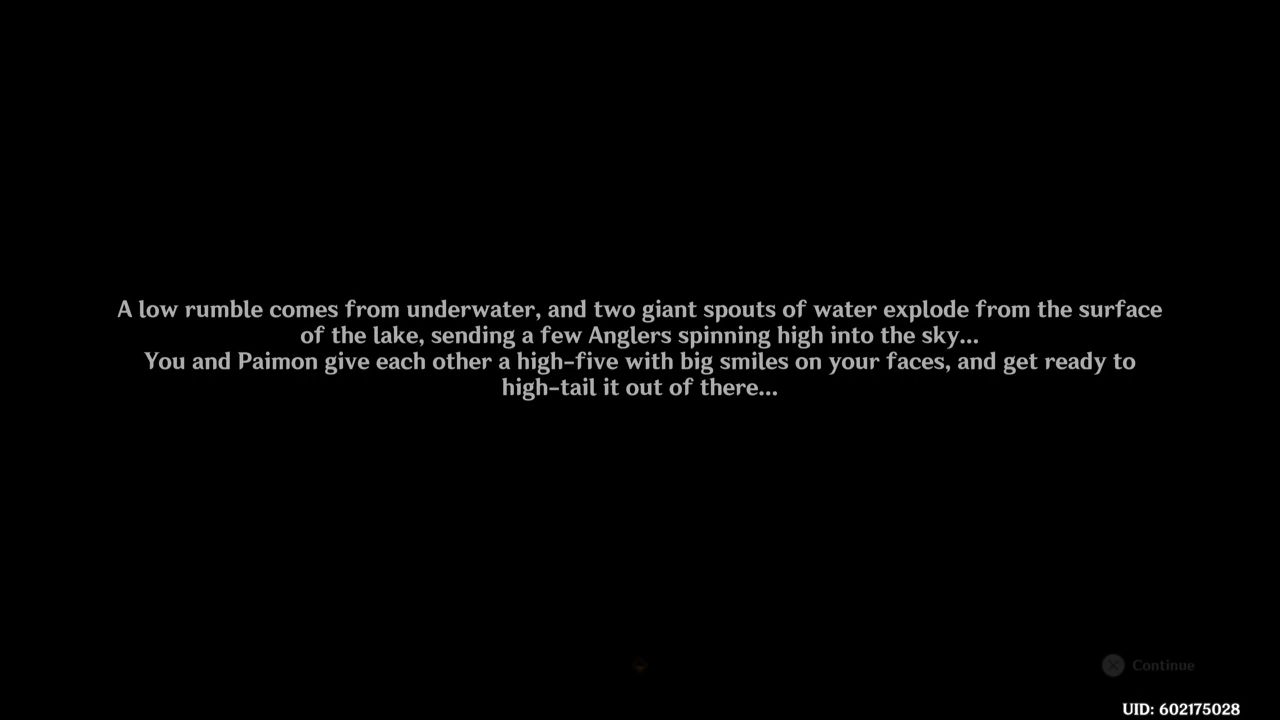 A low rumble comes from underwater, and two giant spouts of water explode from the surface
of the lake, sending a few Anglers spinning high into the sky...
You and Paimon give each other a high-five with big smiles on your faces, and get ready to
high-tail it out of there...
Continue
UID: 602175028